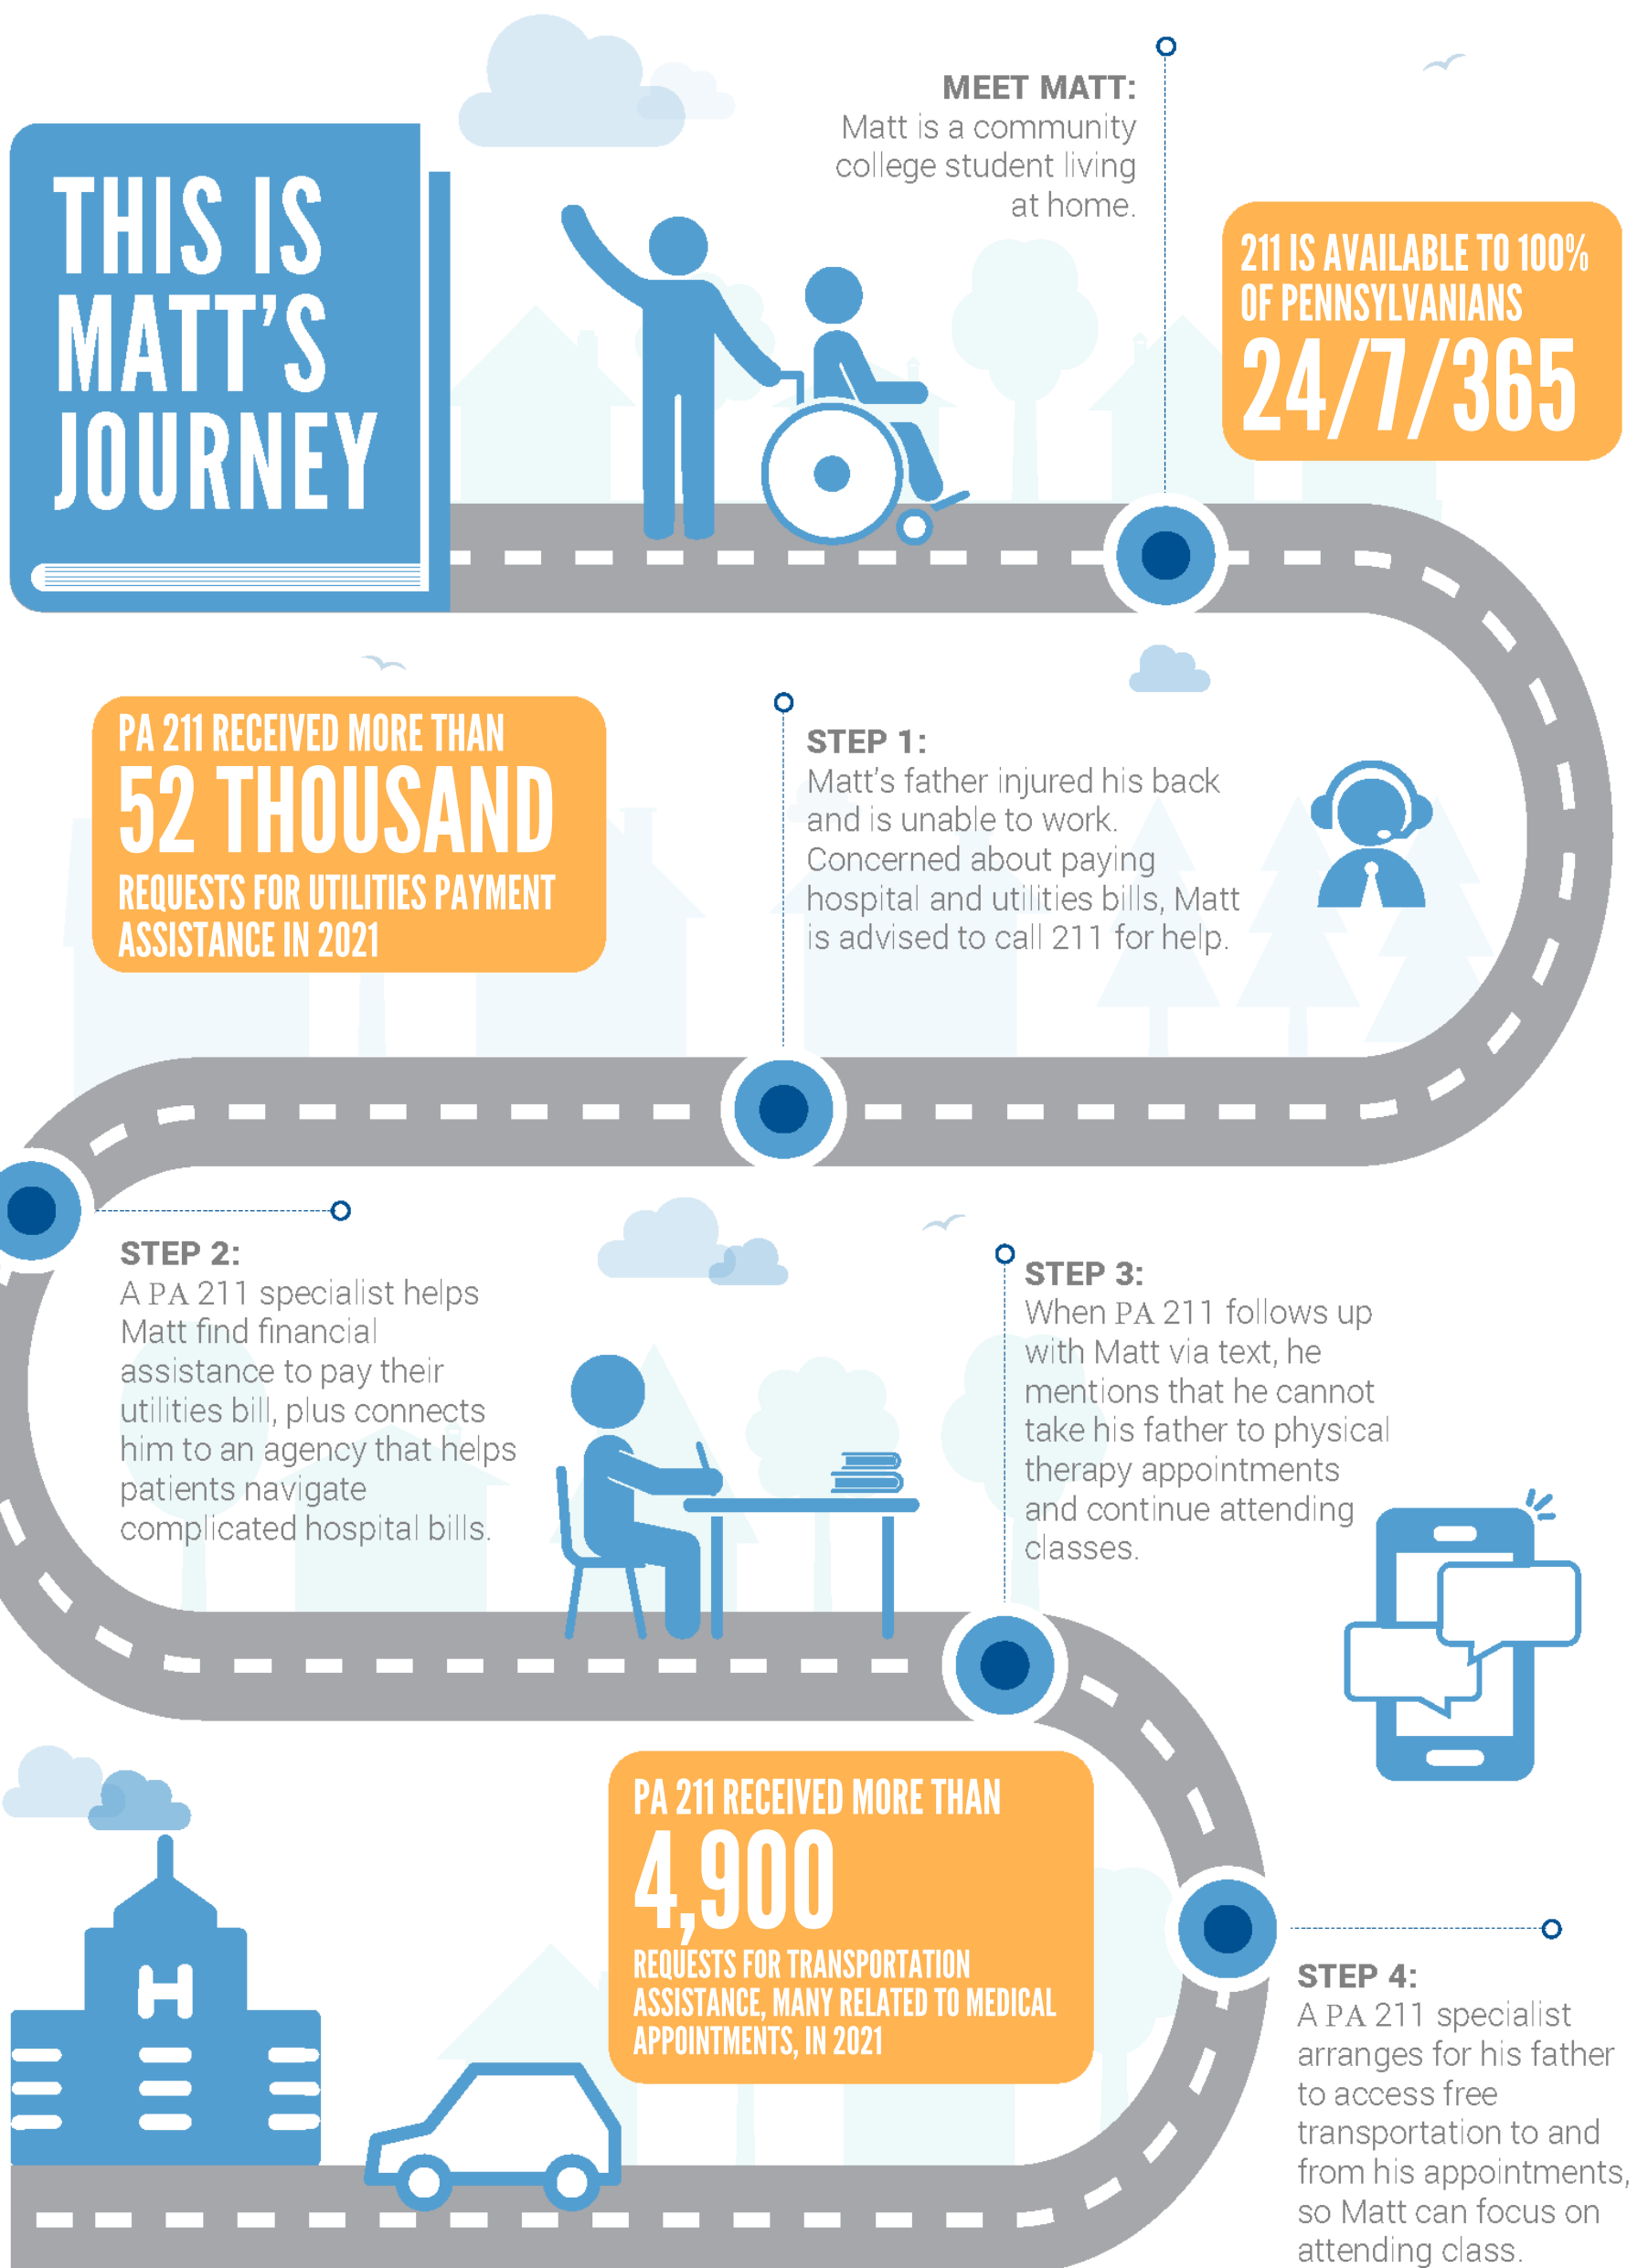 THIS IS
MATT'S
JOURNEY
MEET MATT:
Matt is a community
college student living
at home.
211 IS AVAILABLE TO 100%
OF PENNSYLVANIANS
24/7/365
PA 211 RECEIVED MORE THAN
52 THOUSAND
REQUESTS FOR UTILITIES PAYMENT
ASSISTANCE IN 2021
STEP 1:
Matt's father injured his back
and is unable to work.
Concerned about paying
hospital and utilities bills, Matt
is advised to call 211 for help.
STEP 2:
A PA 211 specialist helps
Matt find financial
assistance to pay their
utilities bill, plus connects
him to an agency that helps
patients navigate
complicated hospital bills.
STEP 3:
When PA 211 follows up
with Matt via text, he
mentions that he cannot
take his father to physical
therapy appointments
and continue attending
classes.
PA 211 RECEIVED MORE THAN
4,900
REQUESTS FOR TRANSPORTATION
ASSISTANCE, MANY RELATED TO MEDICAL
APPOINTMENTS, IN 2021
H
STEP 4:
A PA 211 specialist
arranges for his father
to access free
transportation to and
from his appointments,
so Matt can focus on
attending class.